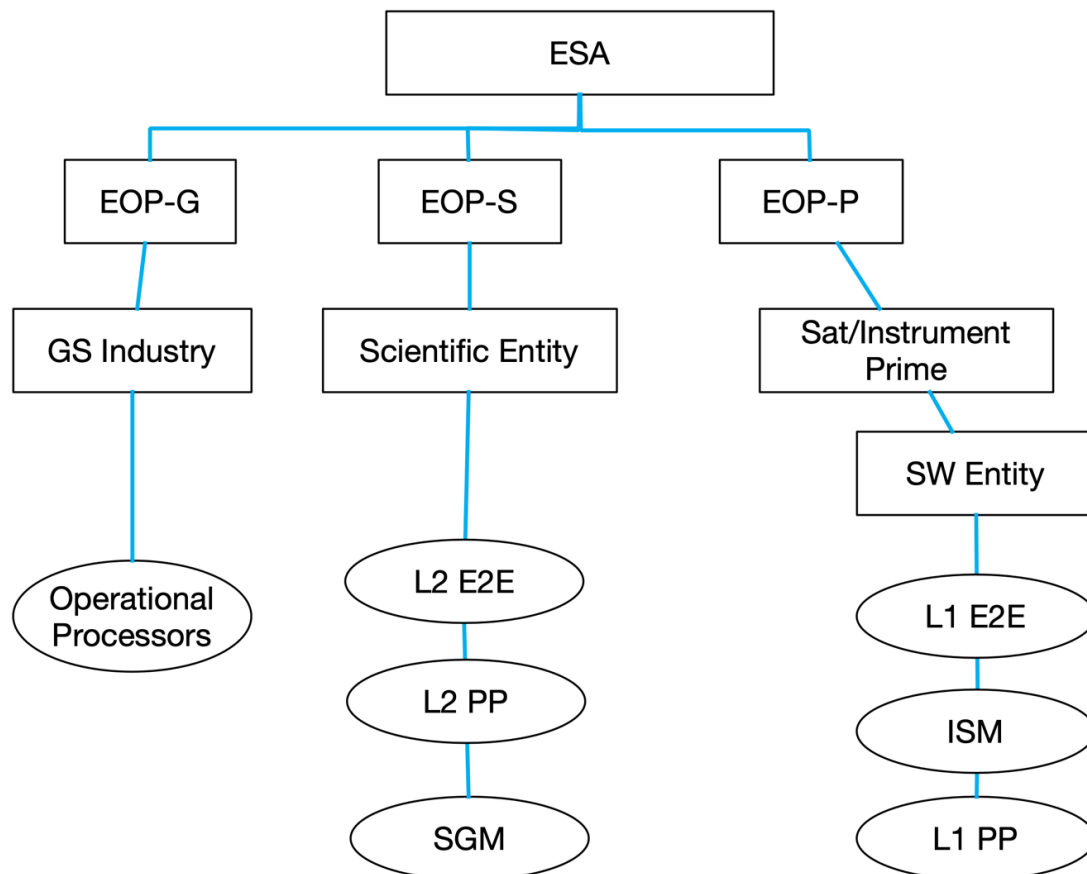 ESA
EOP-G
EOP-S
EOP-P
GS Industry
Scientific Entity
Sat/Instrument
Prime
SW Entity
L2 E2E
L1 E2E
Operational
Processors
L2 PP
ISM
SGM
L1 PP